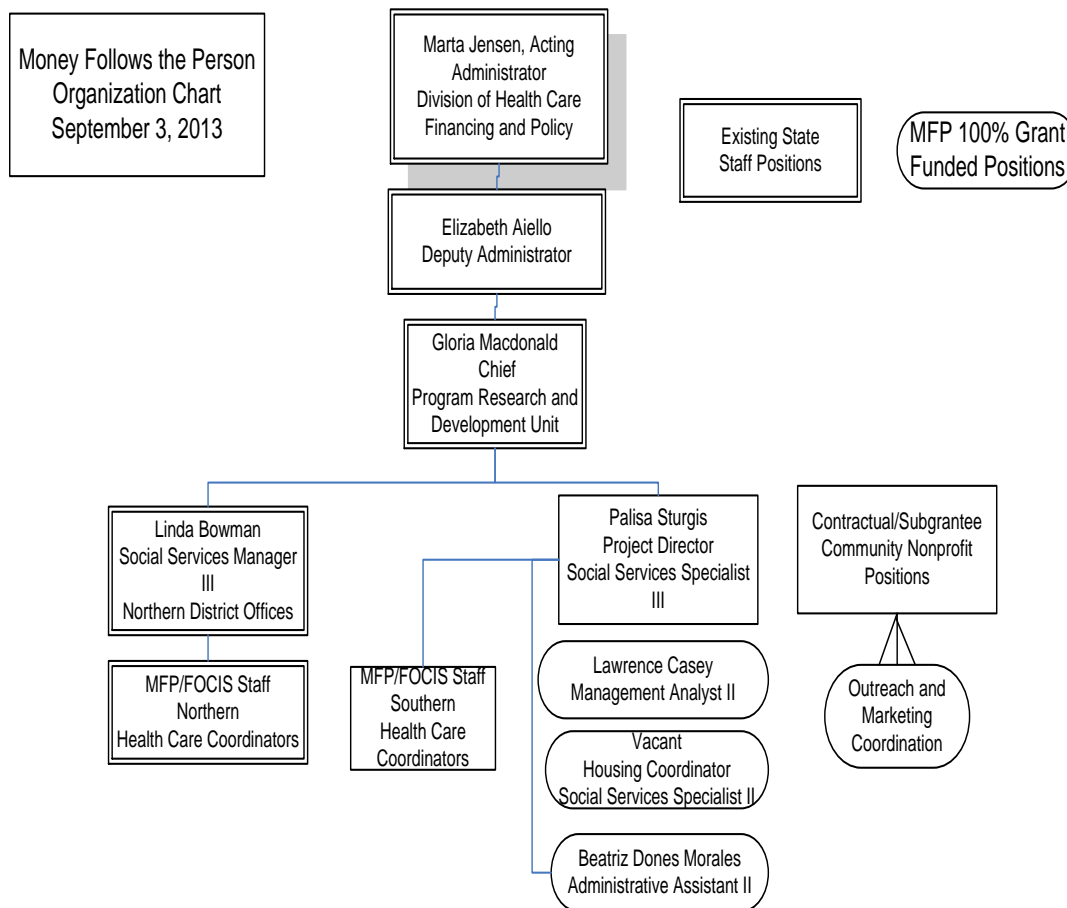 Money Follows the Person
Organization Chart
September 3, 2013
Marta Jensen, Acting
Administrator
Division of Health Care
Financing and Policy
Existing State
Staff Positions
MFP 100% Grant
Funded Positions
Elizabeth Aiello
Deputy Administrator
Gloria Macdonald
Chief
Program Research and
Development Unit
Linda Bowman
Social Services Manager
III
Northern District Offices
Palisa Sturgis
Project Director
Social Services Specialist
III
Contractual/Subgrantee
Community Nonprofit
Positions
MFP/FOCIS Staff
Northern
Health Care Coordinators
MFP/FOCIS Staff
Southern
Health Care
Coordinators
Lawrence Casey
Management Analyst II
Outreach and
Marketing
Coordination
Vacant
Housing Coordinator
Social Services Specialist II
Beatriz Dones Morales
Administrative Assistant II